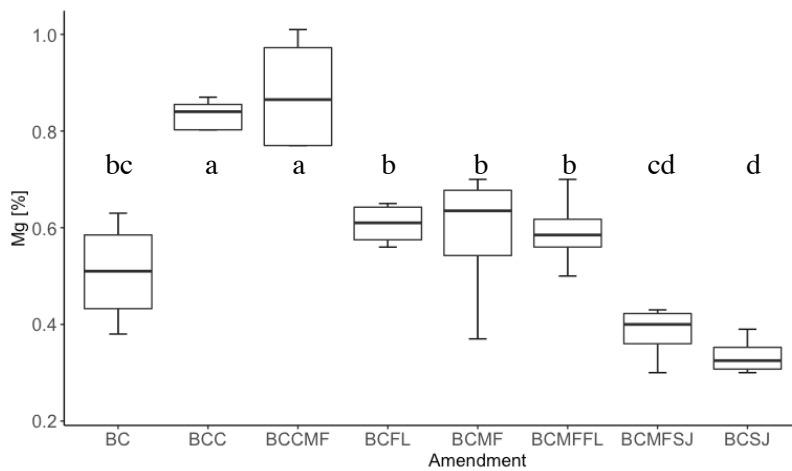 1.0
0.8
bc a a b b b cd d
Mg [%]
0.6
0.4
0.2
BC BCC BCCMF BCFL BCMF BCMFFL BCMFSJ BCSJ
Amendment